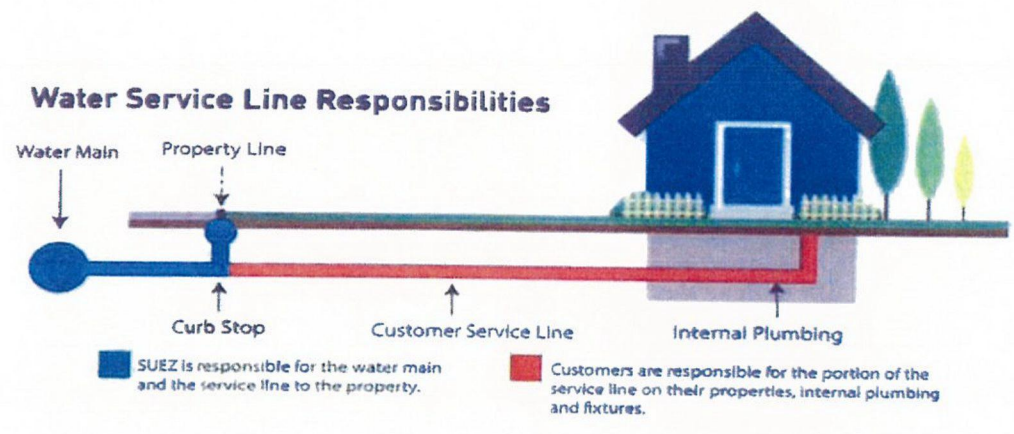 Water Service Line Responsibilities
Water Main
Property Line
Curb Stop
Customer Service Line
Internal Plumbing
SUEZ is responsible for the water main
and the service line to the property.
Customers are responsible for the portion of the
service line on their properties, internal plumbing
and fixtures.